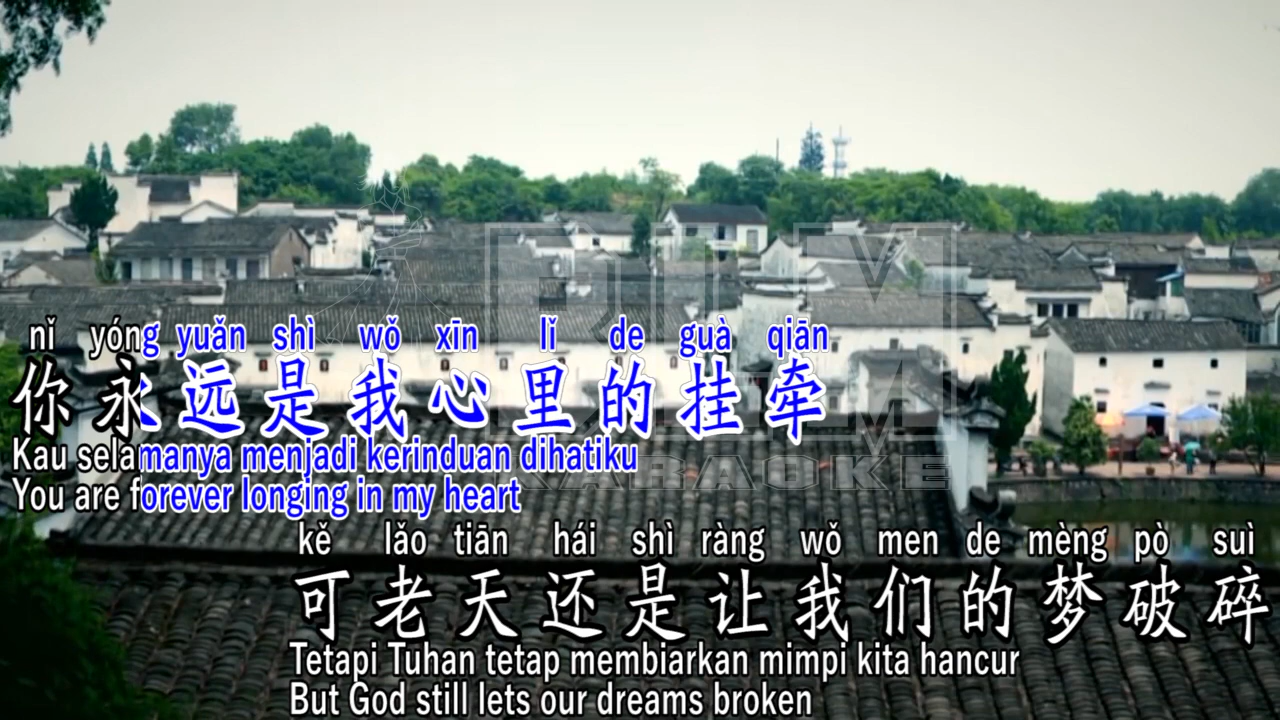 nǐ yóng yuǎn shì wǒ xīn lǐ de guà qiān
你永远是我心里的挂牵
Kau selamanya menjadi kerinduan dihatiku
You are forever longing in my heart
kě lǎo tiān hái shì ràng wǒ men de mèng pò suì
可老天还是让我们的梦破碎
Tetapi Tuhan tetap membiarkan mimpi kita hancur
But God still lets our dreams broken
KARAOKE